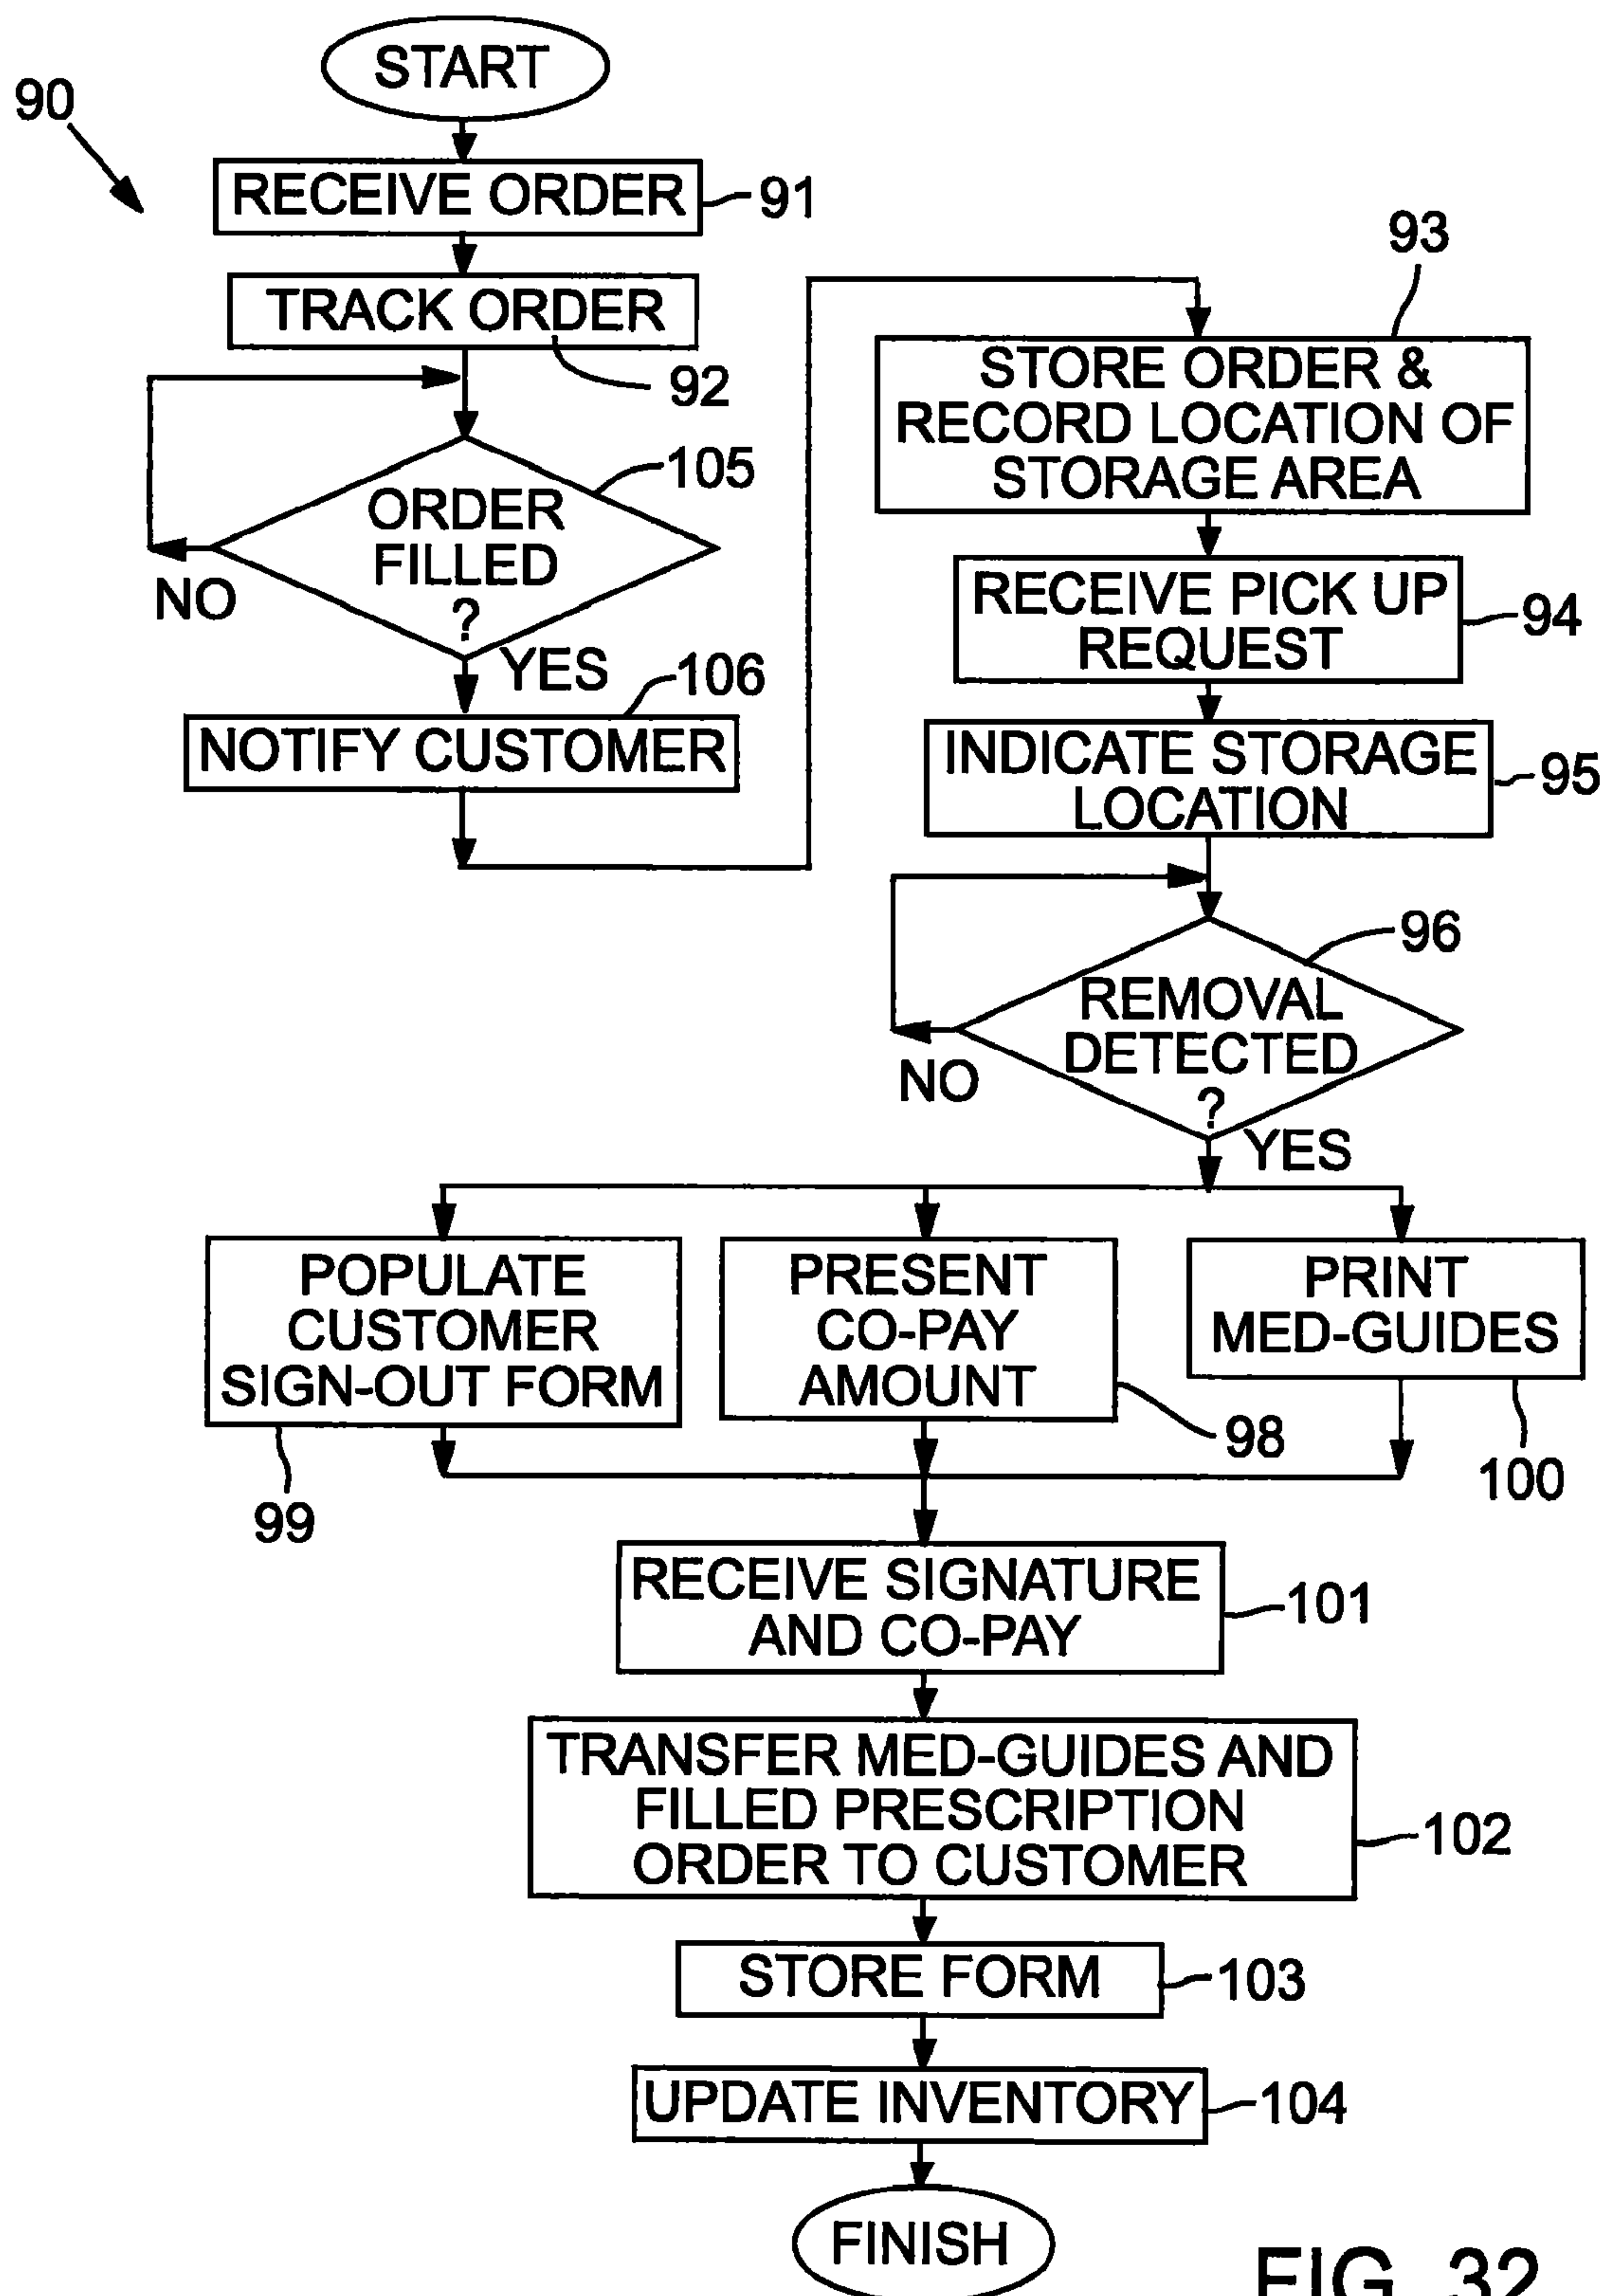 START
90
RECEIVE ORDER
91
TRACK ORDER
92
ORDER
FILLED
?
105
NO
YES
NOTIFY CUSTOMER
106
93
STORE ORDER &
RECORD LOCATION OF
STORAGE AREA
RECEIVE PICK UP
REQUEST
94
INDICATE STORAGE
LOCATION
95
REMOVAL
DETECTED
?
96
NO
YES
POPULATE
CUSTOMER
SIGN-OUT FORM
99
PRESENT
CO-PAY
AMOUNT
98
PRINT
MED-GUIDES
100
RECEIVE SIGNATURE
AND CO-PAY
101
TRANSFER MED-GUIDES AND
FILLED PRESCRIPTION
ORDER TO CUSTOMER
102
STORE FORM
103
UPDATE INVENTORY
104
FINISH
FIG. 32